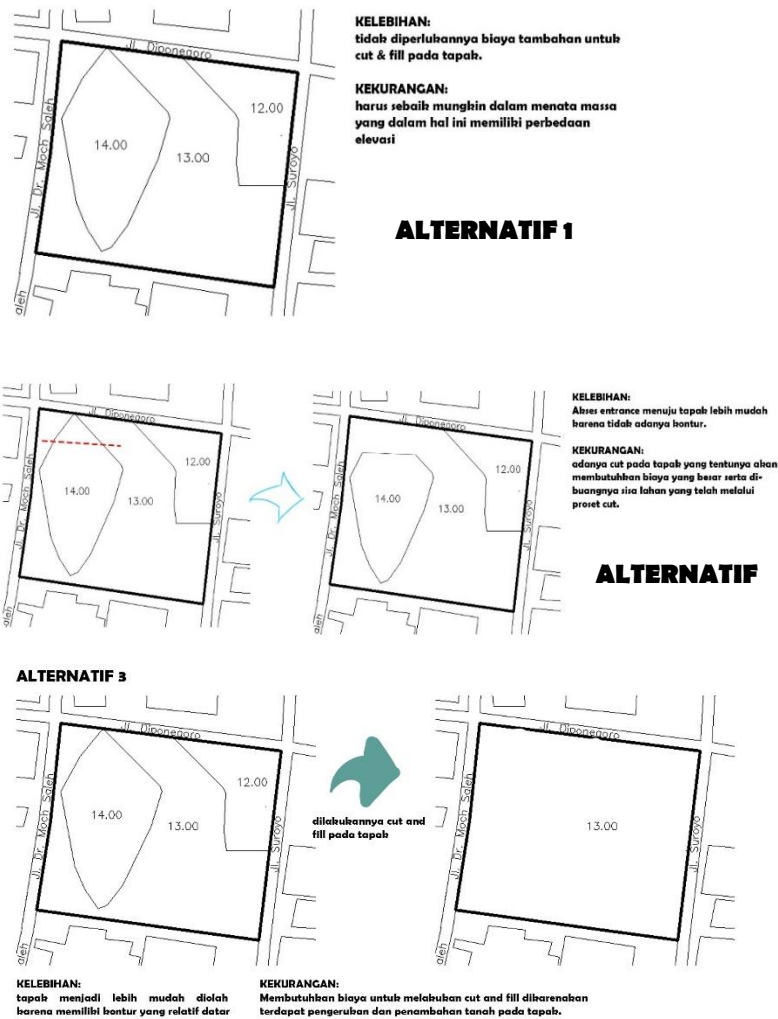 KELEBIHAN:
tidak diperlukannya biaya tambahan untuk
cut & fill pada tapak.
KEKURANGAN:
harus sebaik mungkin dalam menata massa
yang dalam hal ini memiliki perbedaan
elevasi
ALTERNATIF 1
Jl. Diponegoro
Jl. Dr. Moch Saleh
Jl. Suroyo
aleh
14.00
13.00
12.00
Jl. Diponegoro
Jl. Dr. Moch Saleh
Jl. Suroyo
aleh
14.00
13.00
12.00
Jl. Diponegoro
Jl. Dr. Moch Saleh
Jl. Suroyo
aleh
14.00
13.00
12.00
KELEBIHAN:
Akses entrance menuju tapak lebih mudah
karena tidak adanya kontur.
KEKURANGAN:
adanya cut pada tapak yang tentunya akan
membutuhkan biaya yang besar serta di-
buangnya sisa lahan yang telah melalui
proset cut.
ALTERNATIF
ALTERNATIF 3
Jl. Diponegoro
Jl. Dr. Moch Saleh
Jl. Suroyo
aleh
14.00
13.00
12.00
dilakukannya cut and
fill pada tapak
Jl. Diponegoro
Jl. Dr. Moch Saleh
Jl. Suroyo
aleh
13.00
KELEBIHAN:
tapak menjadi lebih mudah diolah
karena memiliki kontur yang relatif datar
KEKURANGAN:
Membutuhkan biaya untuk melakukan cut and fill dikarenakan
terdapat pengerukan dan penambahan tanah pada tapak.